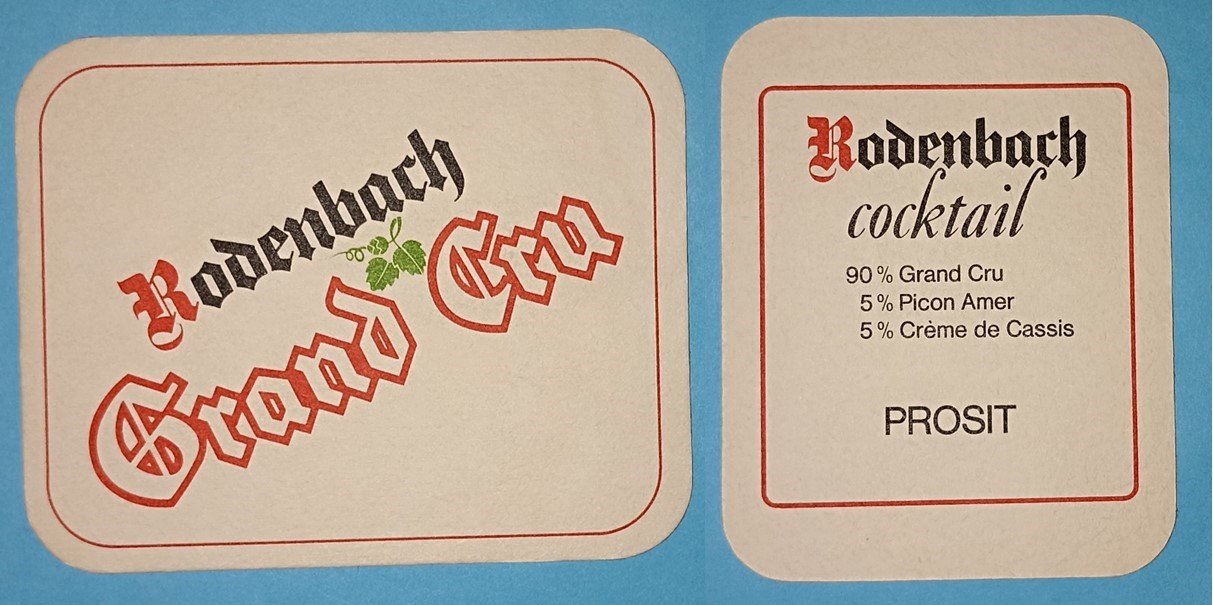 Rodenbach
Grand Cru
Rodenbach
cocktail
90 % Grand Cru
5 % Picon Amer
5 % Crème de Cassis
PROSIT